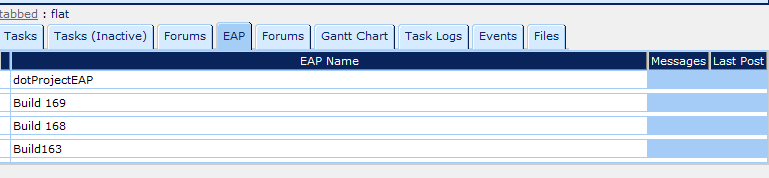 tabbed : flat
Tasks Tasks (Inactive) Forums EAP Forums Gantt Chart Task Logs Events Files
EAP Name Messages Last Post
dotProjectEAP
Build 169
Build 168
Build163